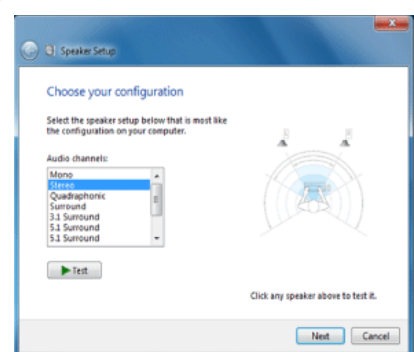 Speaker Setup
Choose your configuration
Select the speaker setup below that is most like
the configuration on your computer.
Audio channels:
Mono
Stereo
Quadraphonic
Surround
3.1 Surround
5.1 Surround
5.1 Surround
Test
Click any speaker above to test it.
Next
Cancel